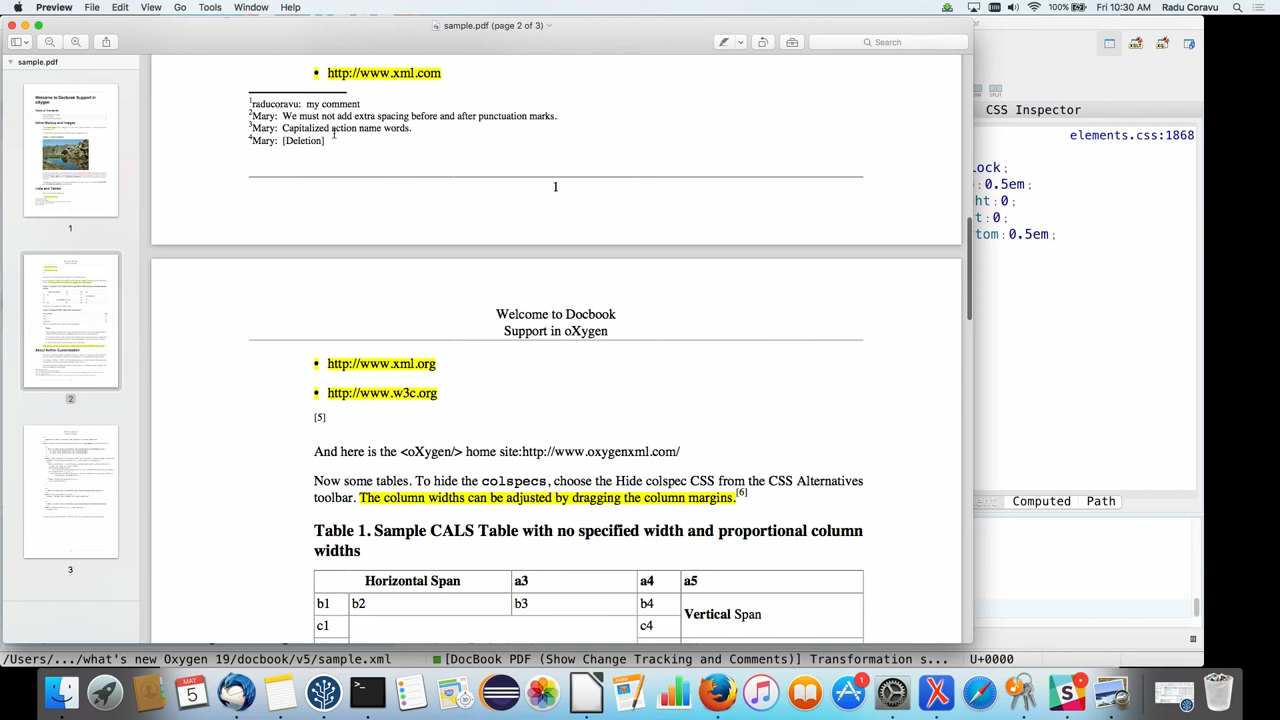 Preview File Edit View Go Tools Window Help
100% Fri 10:30 AM Radu Coravu
sample.pdf (page 2 of 3)
Search
sample.pdf
1
2
3
http://www.xml.com
1raducoravu: my comment
2Mary: We must not add extra spacing before and after punctuation marks.
3Mary: Capitalized action name words.
4Mary: [Deletion]
1
Welcome to Docbook
Support in oXygen
http://www.xml.org
http://www.w3c.org
[5]
And here is the <oXygen/> http://www.oxygenxml.com/
Now some tables. To hide the colspecs, choose the Hide colspec CSS from the CSS Alternatives
toolbar. The column widths can be adjusted by dragging the column margins.[6]
Table 1. Sample CALS Table with no specified width and proportional column
widths
Horizontal Span a3 a4 a5
b1 b2 b3 b4 Vertical Span
c1 c4
CSS Inspector
elements.css:1868
lock;
:0.5em;
ht:0;
t:0;
tom:0.5em;
Computed Path
/Users/.../what's new Oxygen 19/docbook/v5/sample.xml
[DocBook PDF (Show Change Tracking and Comments)] Transformation s...
U+0000
MAY
5
1